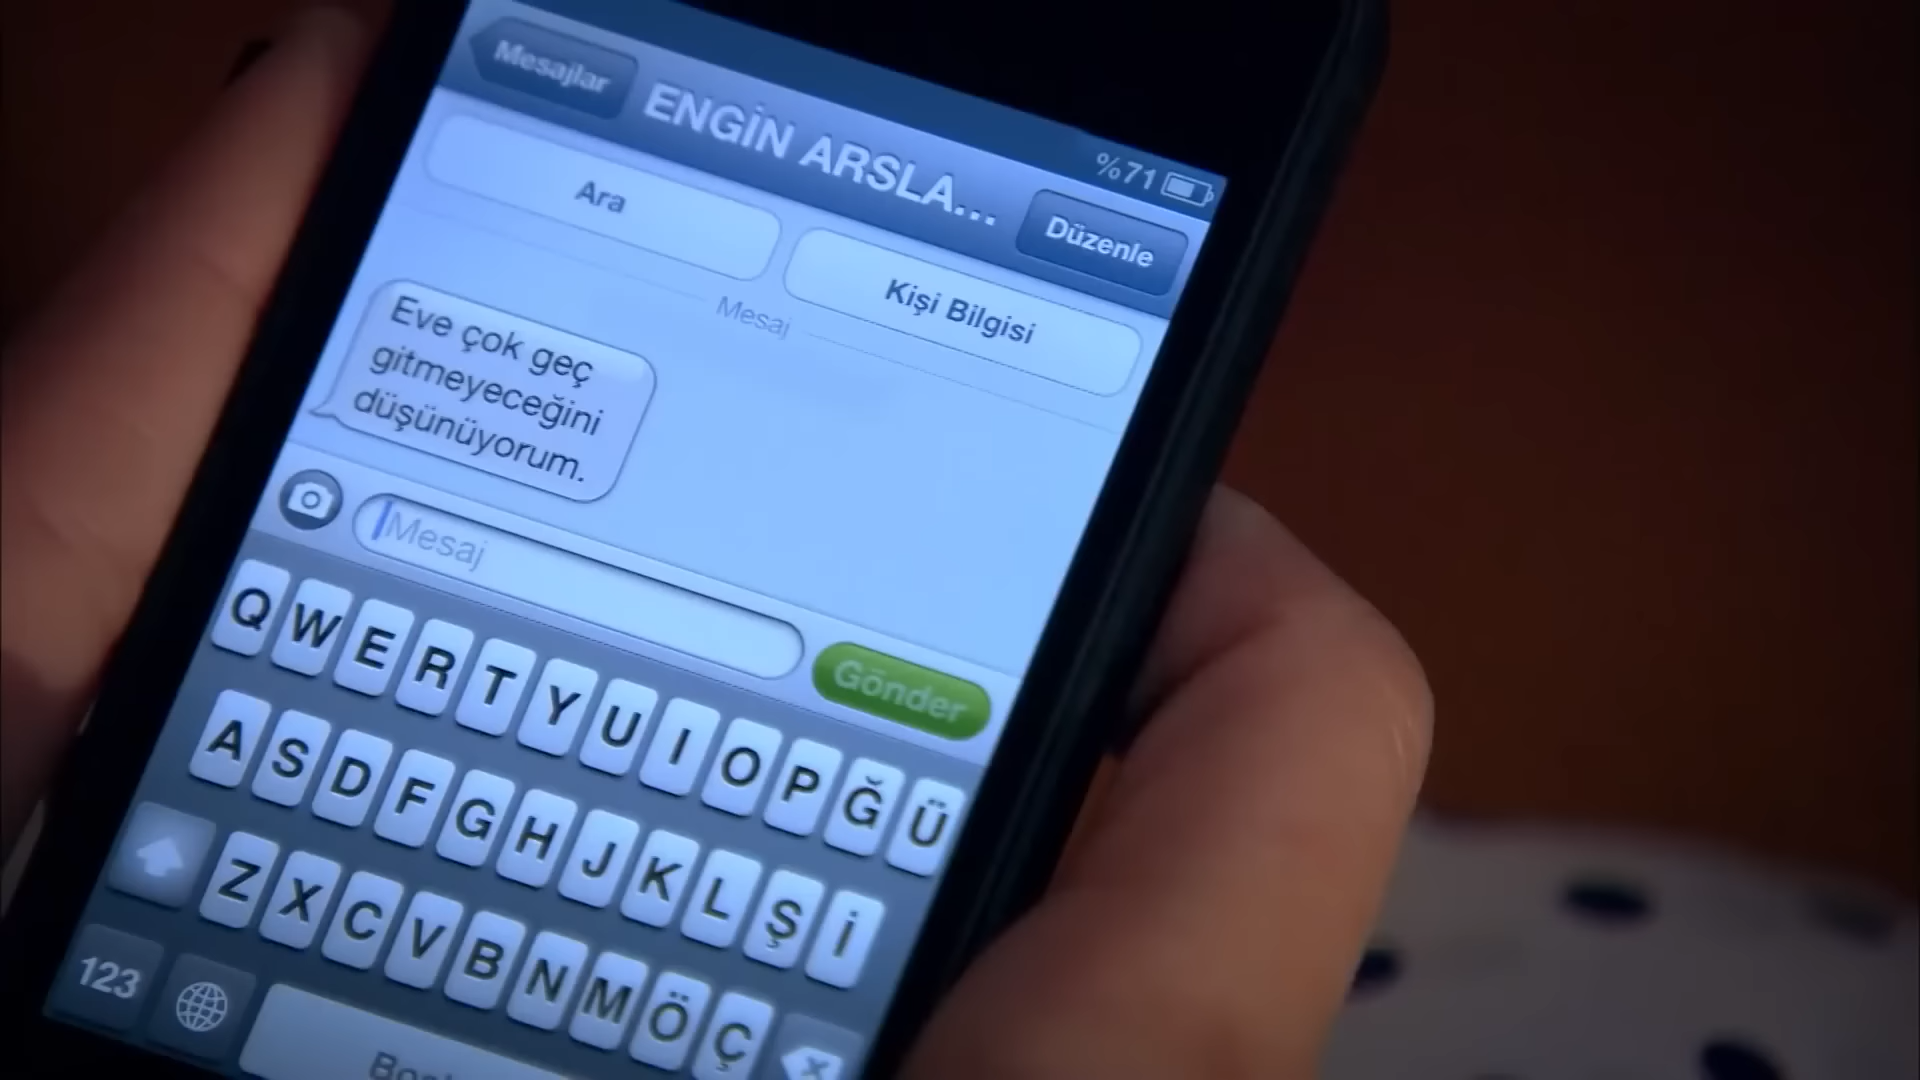 %71
Mesajlar
ENGİN ARSLA...
Düzenle
Ara
Kişi Bilgisi
Mesaj
Eve çok geç
gitmeyeceğini
düşünüyorum.
Mesaj
Gönder
Q W E R T Y U I O P Ğ Ü
A S D F G H J K L Ş İ
Z X C V B N M Ö Ç
123